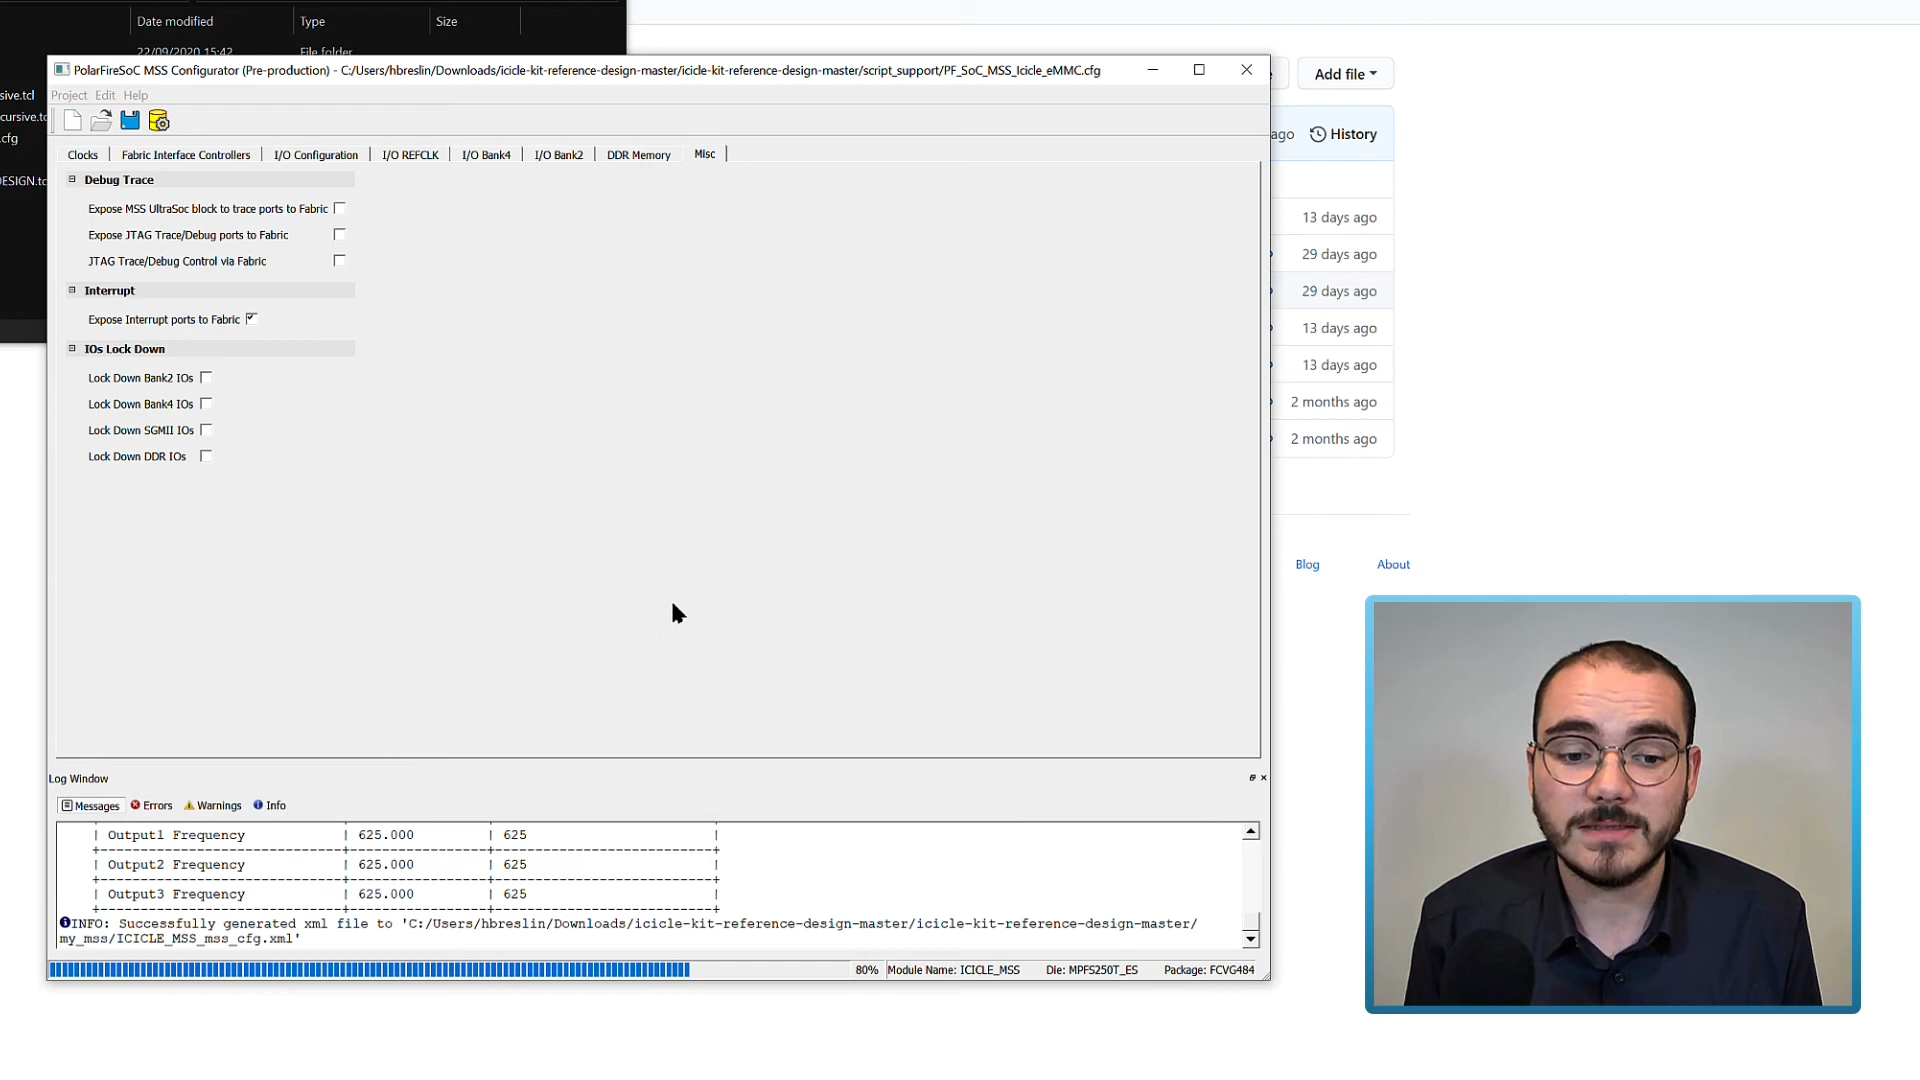 Date modified Type Size
22/09/2020 15:42 File folder
PolarFireSoC MSS Configurator (Pre-production) - C:/Users/hbreslin/Downloads/icicle-kit-reference-design-master/icicle-kit-reference-design-master/script_support/PF_SoC_MSS_Icicle_eMMC.cfg
Add file
Project Edit Help
sive.tcl
cursive.tc
.cfg
ESIGN.tc
ago History
Clocks Fabric Interface Controllers I/O Configuration I/O REFCLK I/O Bank4 I/O Bank2 DDR Memory Misc
Debug Trace
Expose MSS UltraSoc block to trace ports to Fabric
Expose JTAG Trace/Debug ports to Fabric
JTAG Trace/Debug Control via Fabric
Interrupt
Expose Interrupt ports to Fabric
IOs Lock Down
Lock Down Bank2 IOs
Lock Down Bank4 IOs
Lock Down SGMII IOs
Lock Down DDR IOs
13 days ago
29 days ago
29 days ago
13 days ago
13 days ago
2 months ago
2 months ago
Blog About
Log Window
Messages Errors Warnings Info
| Output1 Frequency | 625.000 | 625 |
| Output2 Frequency | 625.000 | 625 |
| Output3 Frequency | 625.000 | 625 |
INFO: Successfully generated xml file to 'C:/Users/hbreslin/Downloads/icicle-kit-reference-design-master/icicle-kit-reference-design-master/
my_mss/ICICLE_MSS_mss_cfg.xml'
80% Module Name: ICICLE_MSS Die: MPFS250T_ES Package: FCVG484